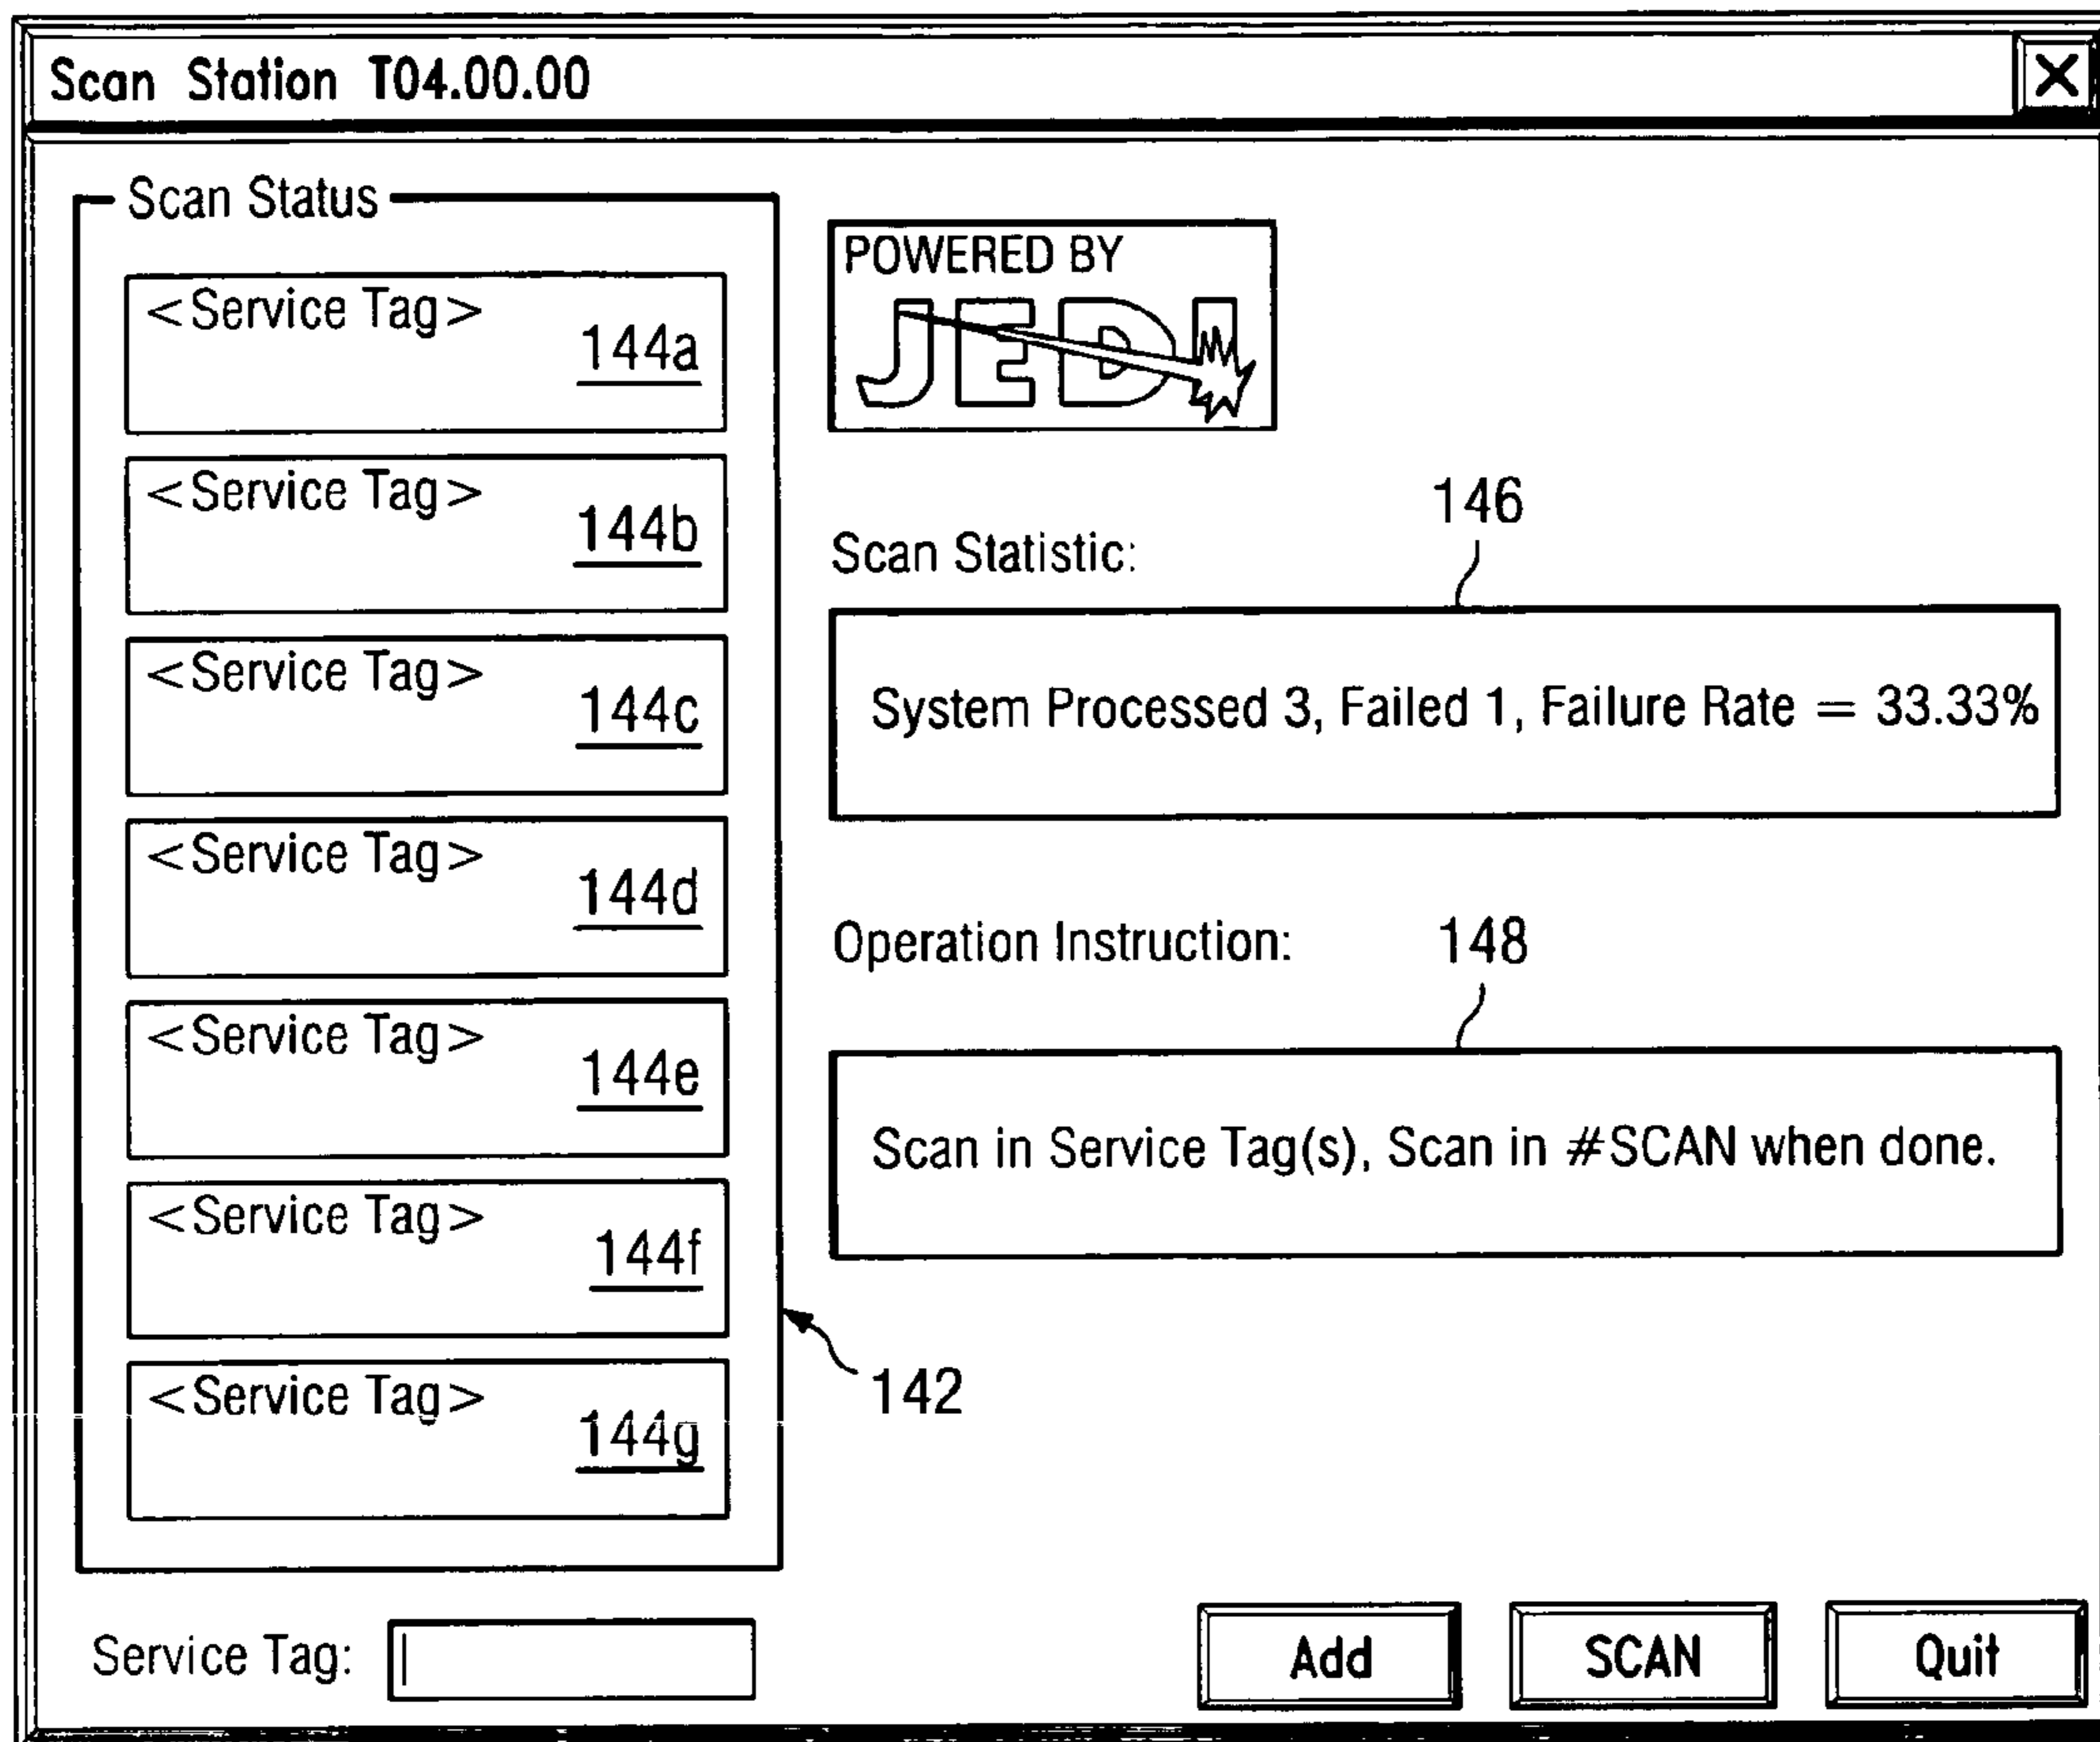 Scan Station T04.00.00
X
Scan Status
<Service Tag>
144a
<Service Tag>
144b
<Service Tag>
144c
<Service Tag>
144d
<Service Tag>
144e
<Service Tag>
144f
<Service Tag>
144g
142
POWERED BY
JEDI
146
Scan Statistic:
System Processed 3, Failed 1, Failure Rate = 33.33%
148
Operation Instruction:
Scan in Service Tag(s), Scan in #SCAN when done.
Service Tag:
Add
SCAN
Quit